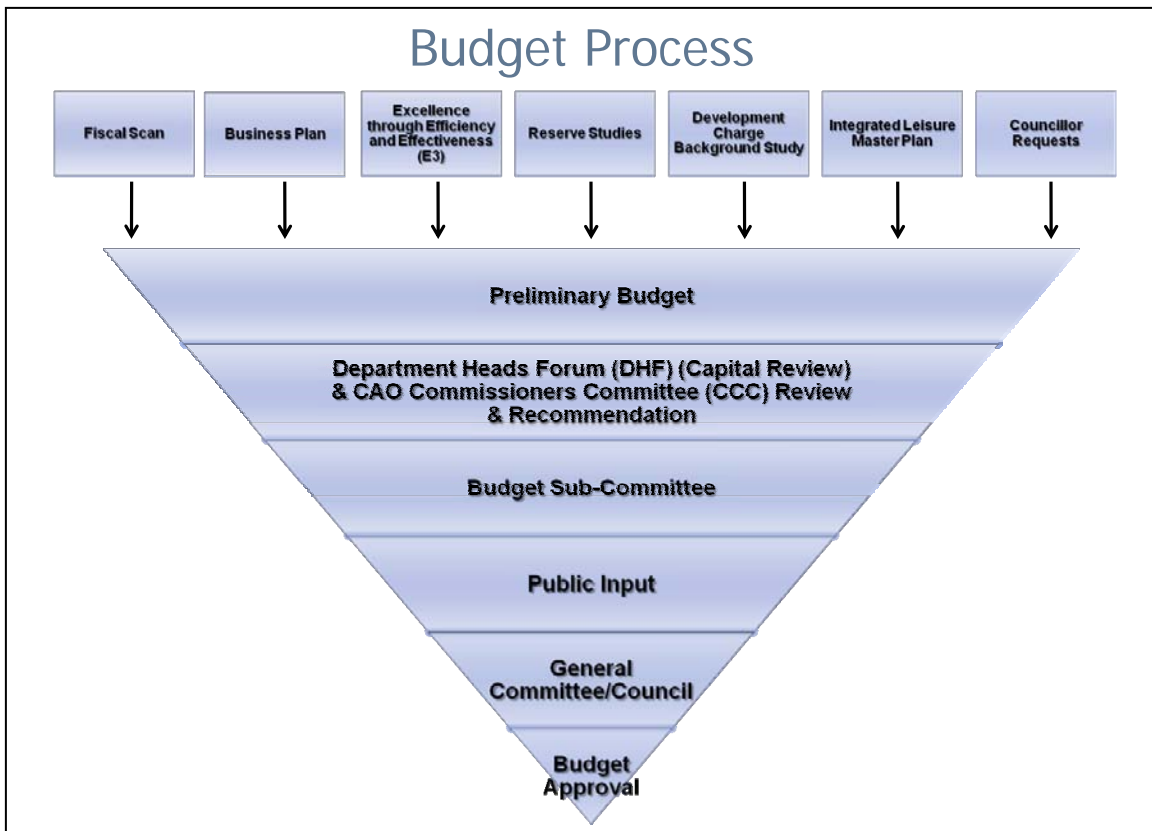 Budget Process
Fiscal Scan
Business Plan
Excellence
through Efficiency
and Effectiveness
(E3)
Reserve Studies
Development
Charge
Background Study
Integrated Leisure
Master Plan
Councillor
Requests
Preliminary Budget
Department Heads Forum (DHF) (Capital Review)
& CAO Commissioners Committee (CCC) Review
& Recommendation
Budget Sub-Committee
Public Input
General
Committee/Council
Budget
Approval